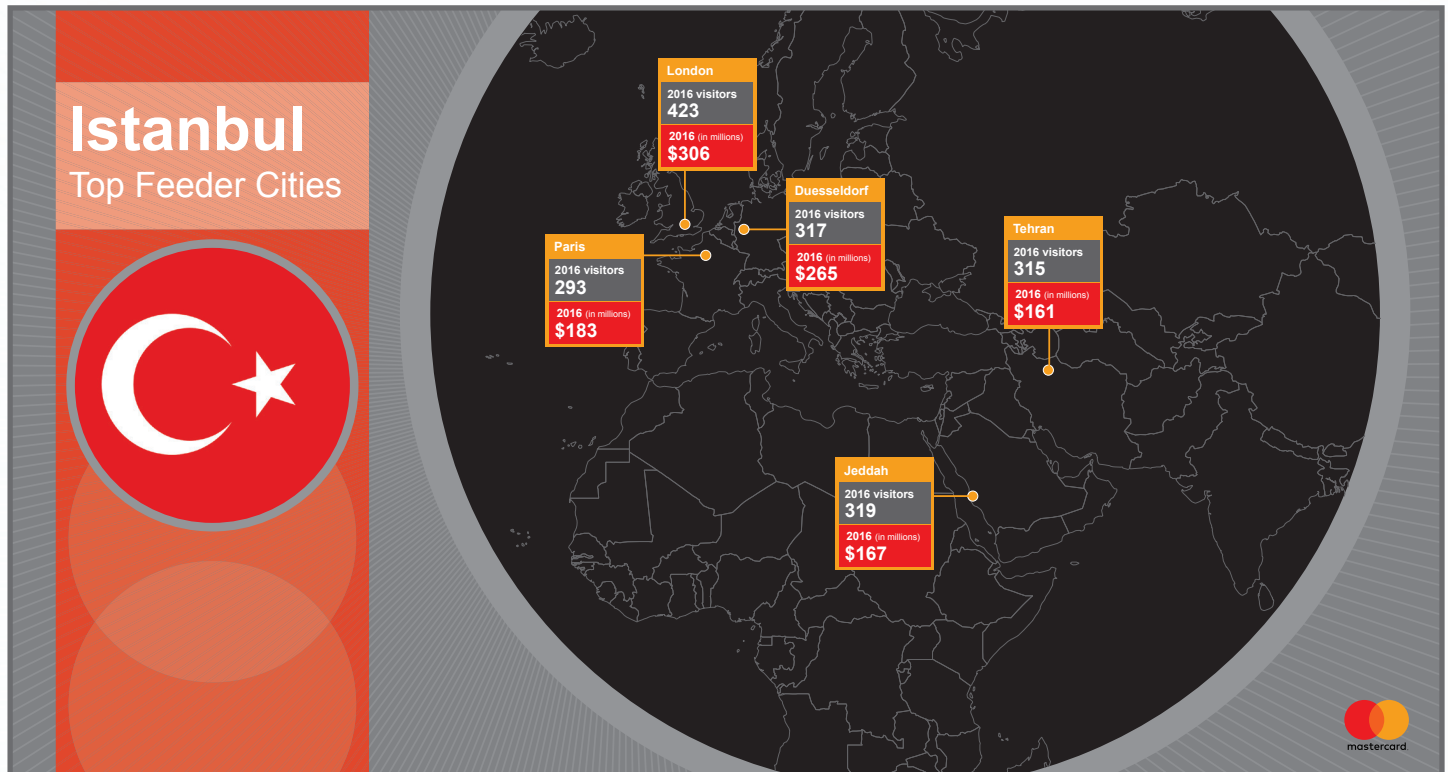 Istanbul
Top Feeder Cities
London
2016 visitors
423
2016 (in millions)
$306
Duesseldorf
2016 visitors
317
2016 (in millions)
$265
Paris
2016 visitors
293
2016 (in millions)
$183
Tehran
2016 visitors
315
2016 (in millions)
$161
Jeddah
2016 visitors
319
2016 (in millions)
$167
mastercard